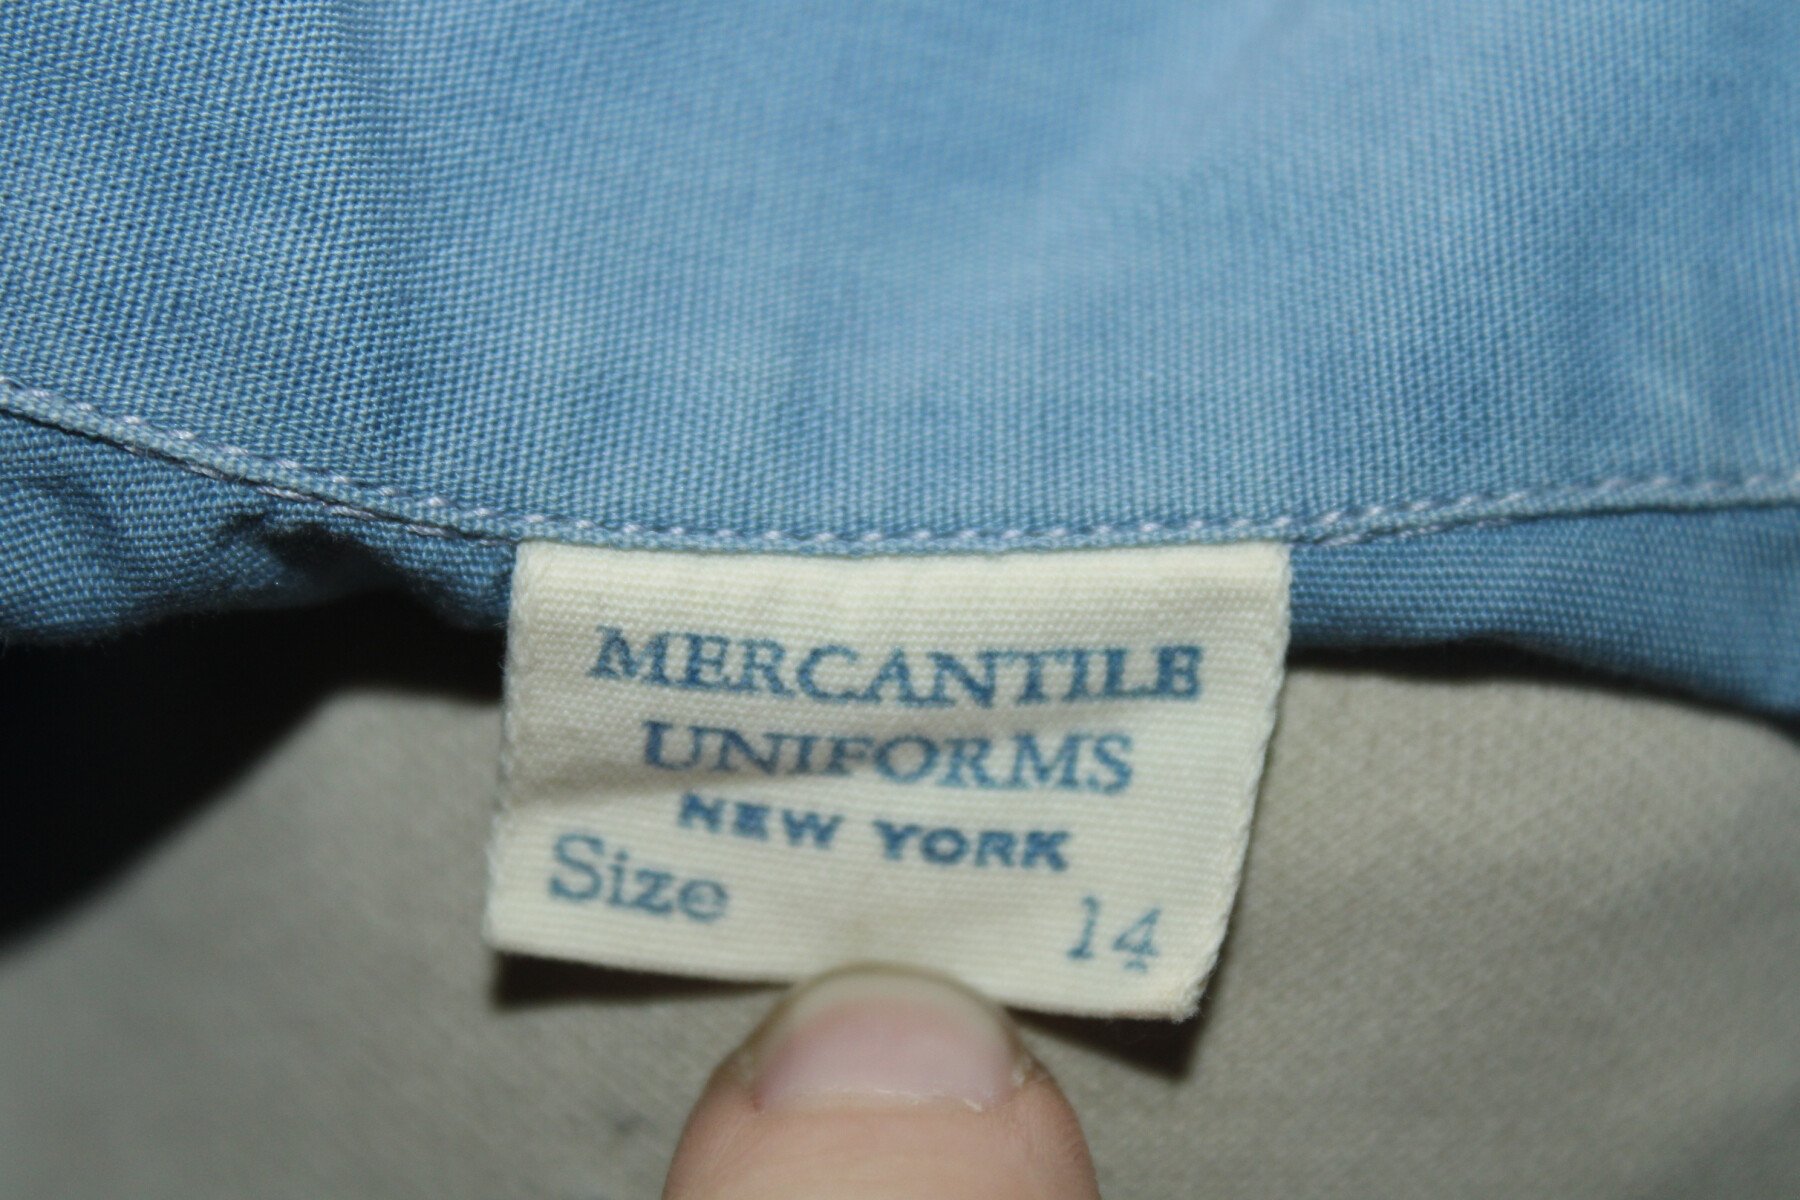 MERCANTILE
UNIFORMS
NEW YORK
Size 14